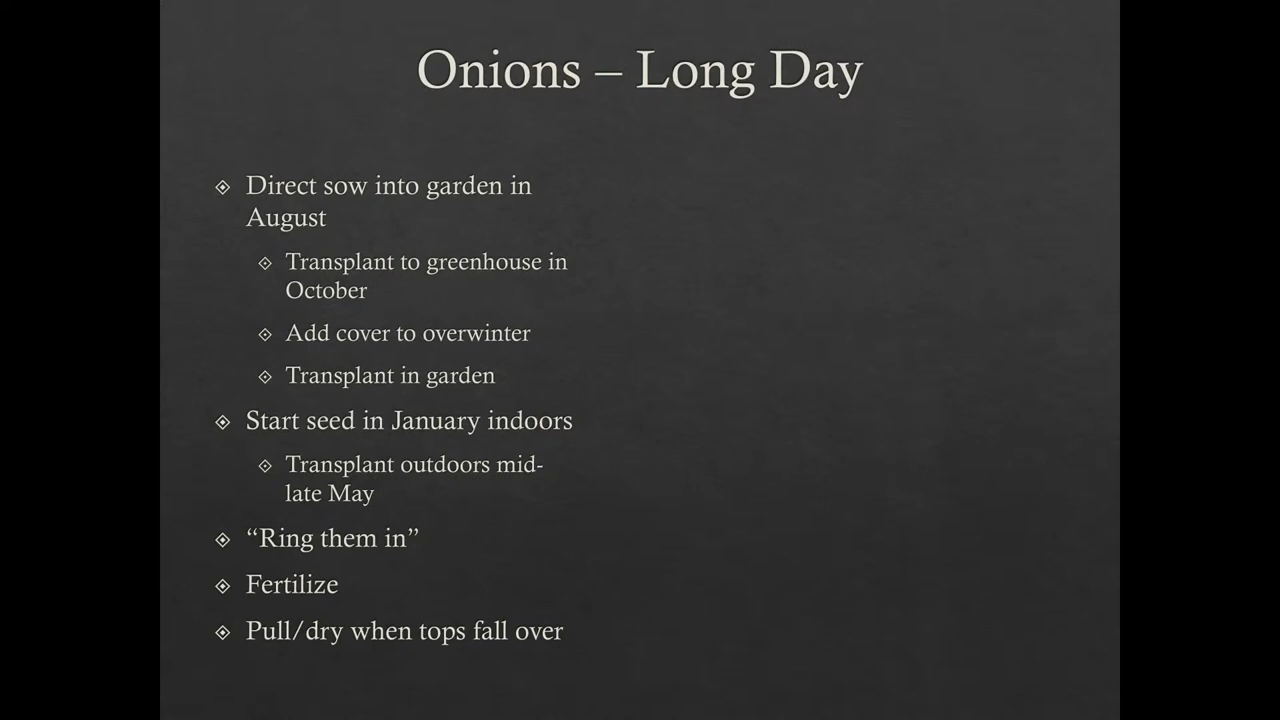 Onions – Long Day
Direct sow into garden in
August
Transplant to greenhouse in
October
Add cover to overwinter
Transplant in garden
Start seed in January indoors
Transplant outdoors mid-
late May
“Ring them in”
Fertilize
Pull/dry when tops fall over